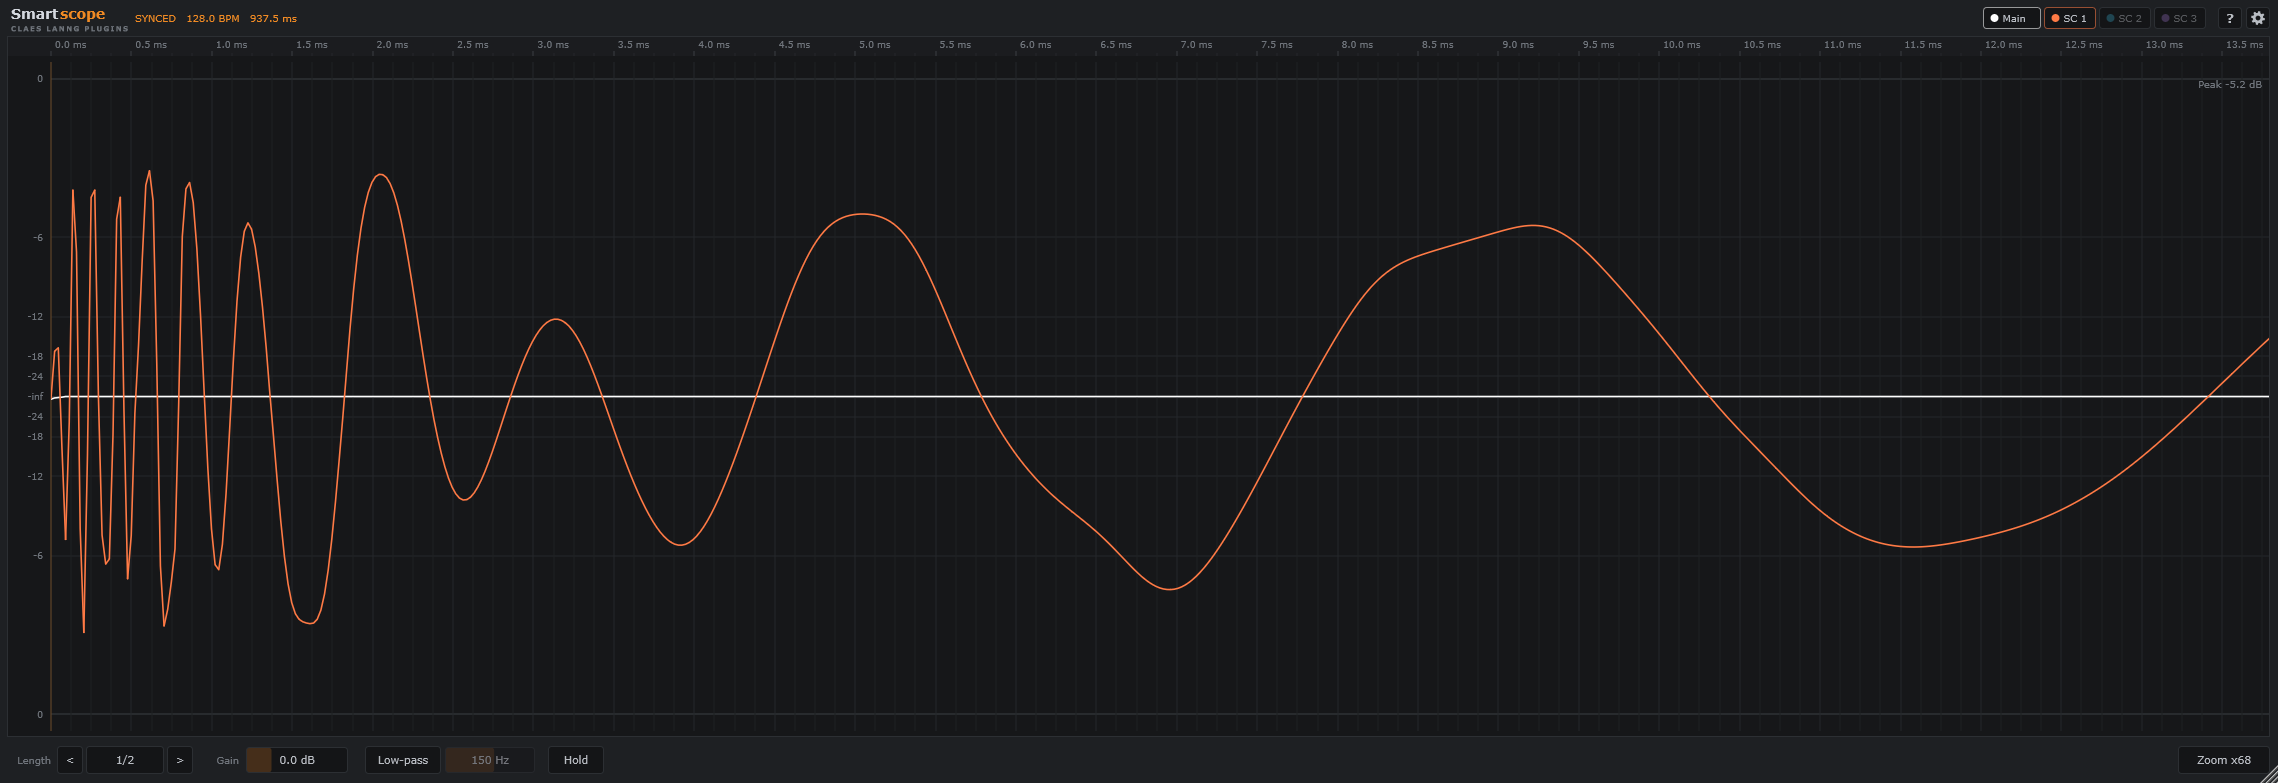 Smartscope
CLAES LANNG PLUGINS
SYNCED 128.0 BPM 937.5 ms
Main SC 1 SC 2 SC 3 ?
0.0 ms 0.5 ms 1.0 ms 1.5 ms 2.0 ms 2.5 ms 3.0 ms 3.5 ms 4.0 ms 4.5 ms 5.0 ms 5.5 ms 6.0 ms 6.5 ms 7.0 ms 7.5 ms 8.0 ms 8.5 ms 9.0 ms 9.5 ms 10.0 ms 10.5 ms 11.0 ms 11.5 ms 12.0 ms 12.5 ms 13.0 ms 13.5 ms
0
Peak -5.2 dB
-6
-12
-18
-24
-inf
-24
-18
-12
-6
0
Length < 1/2 > Gain 0.0 dB Low-pass 150 Hz Hold Zoom x68